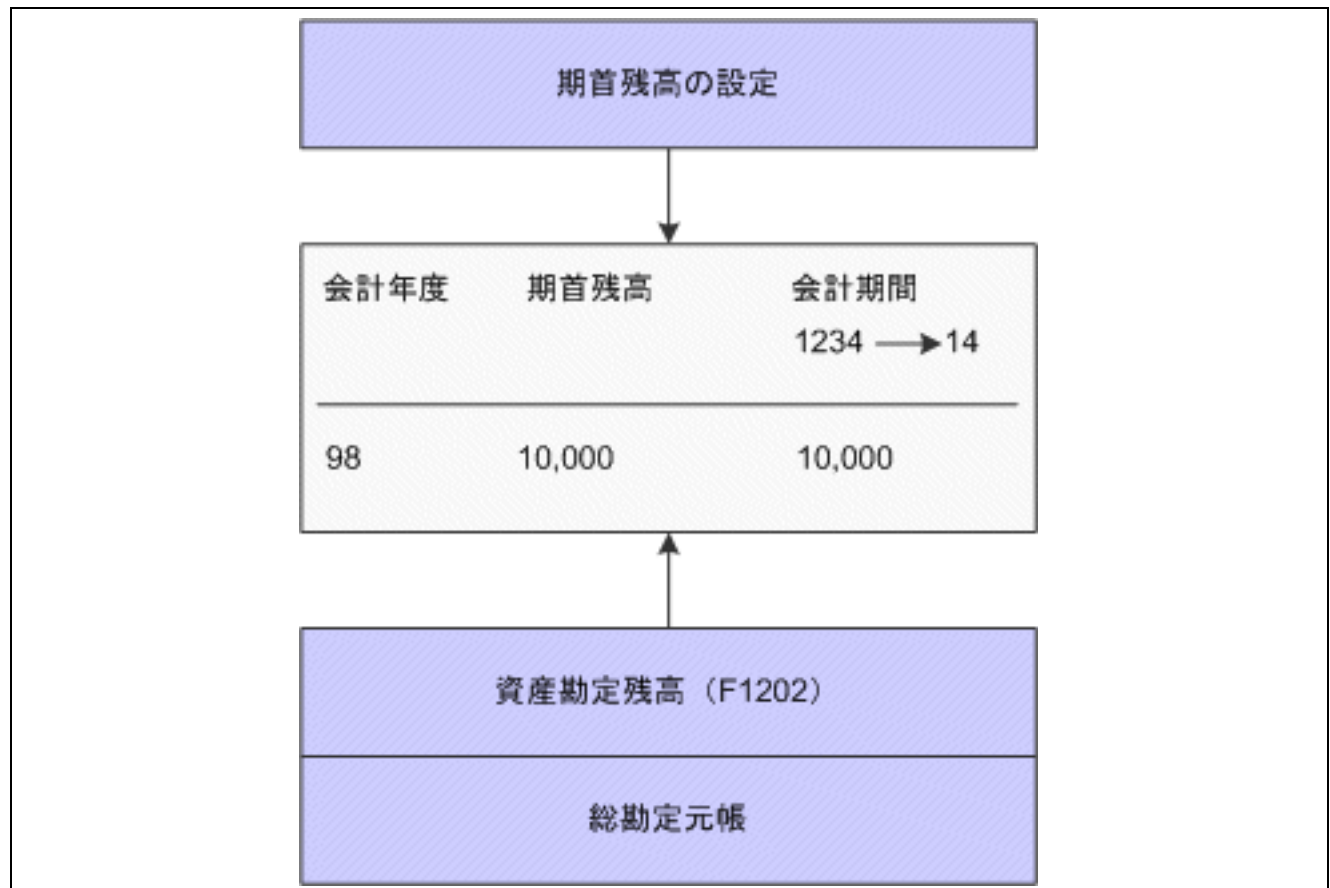 期首残高の設定
会計年度 期首残高 会計期間
1234 → 14
98 10,000 10,000
資産勘定残高（F1202）
総勘定元帳